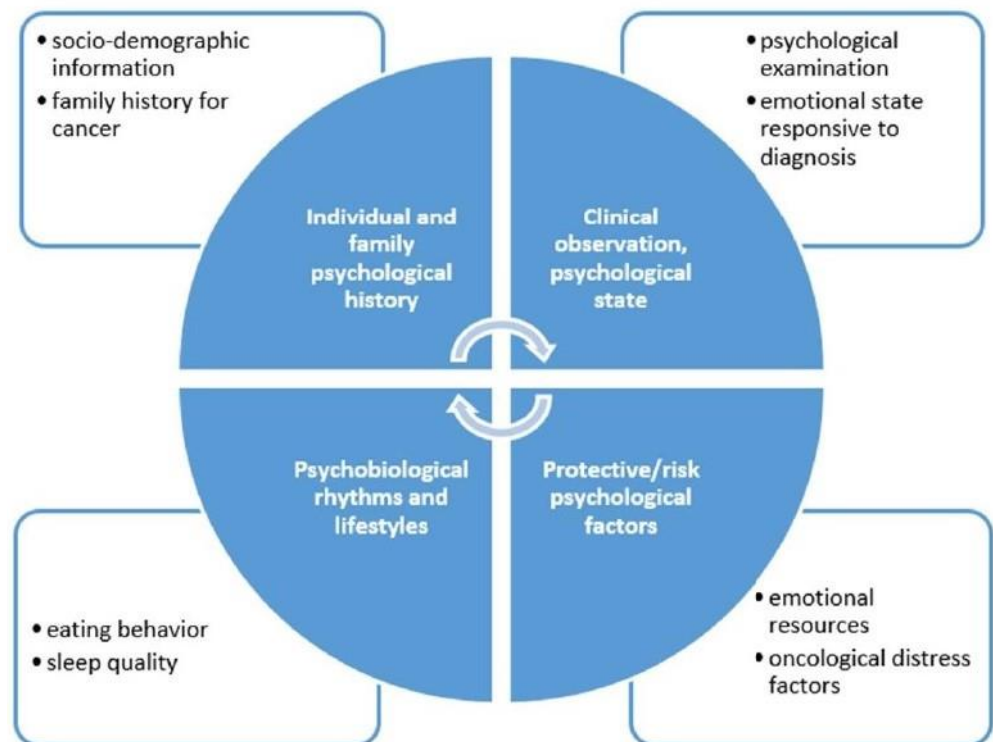 • socio-demographic
information
• family history for
cancer
• psychological
examination
• emotional state
responsive to
diagnosis
Individual and
family
psychological
history
Clinical
observation,
psychological
state
Psychobiological
rhythms and
lifestyles
Protective/risk
psychological
factors
• eating behavior
• sleep quality
• emotional
resources
• oncological distress
factors